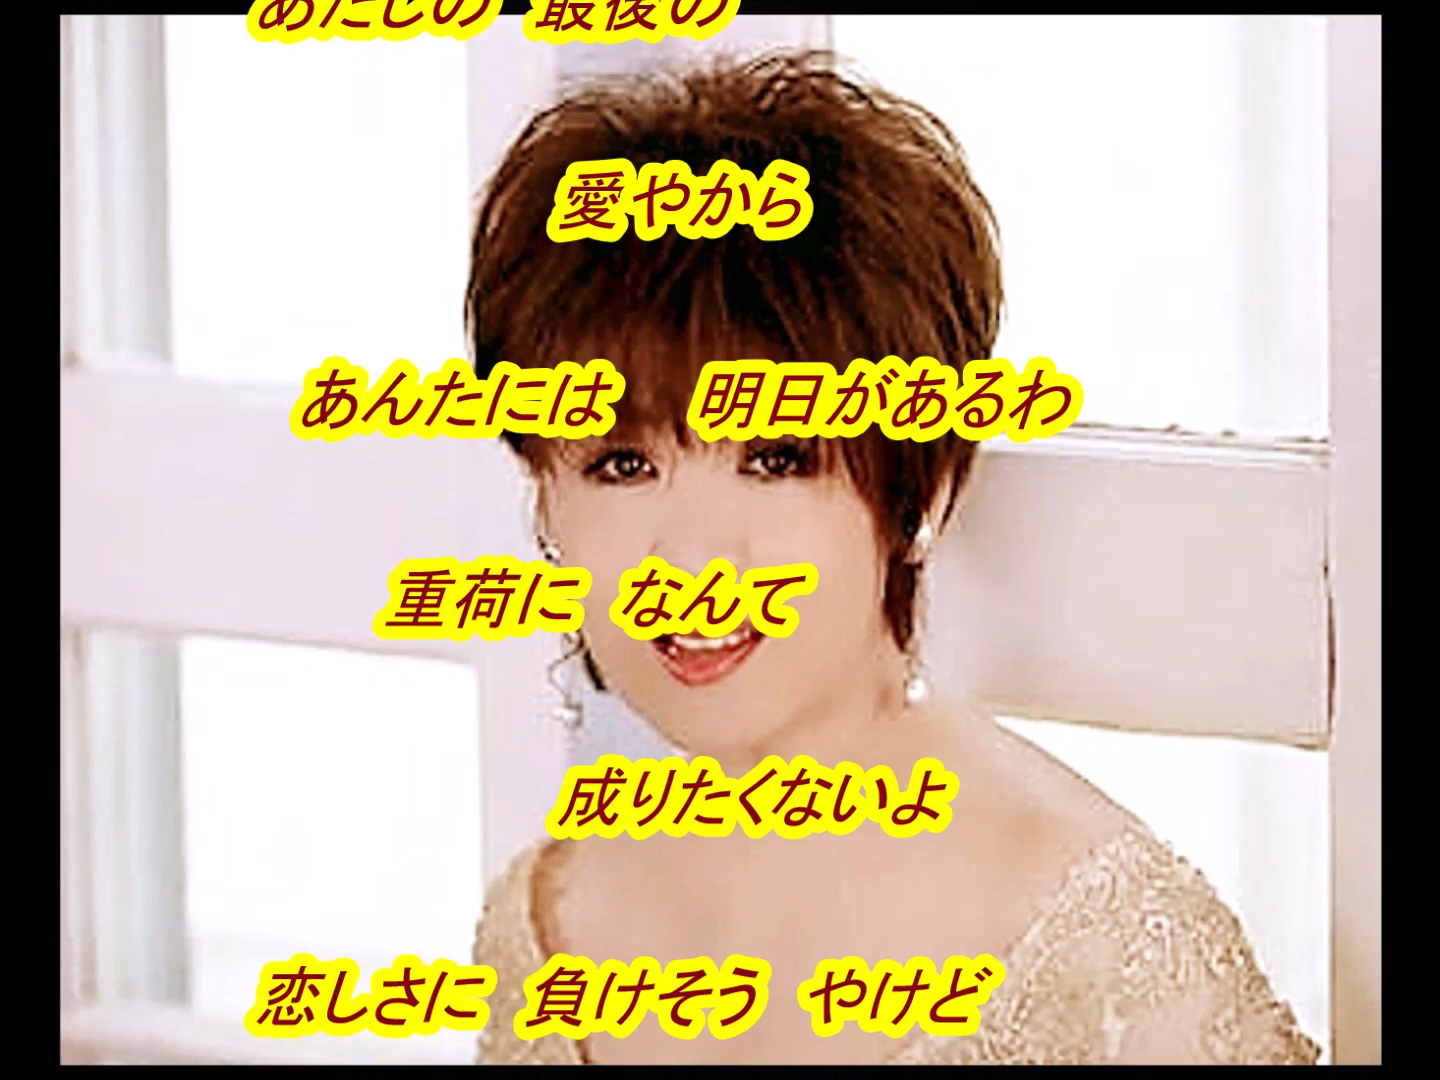 あたしの 最後の
愛やから
あんたには 明日があるわ
重荷に なんて
成りたくないよ
恋しさに 負けそう やけど